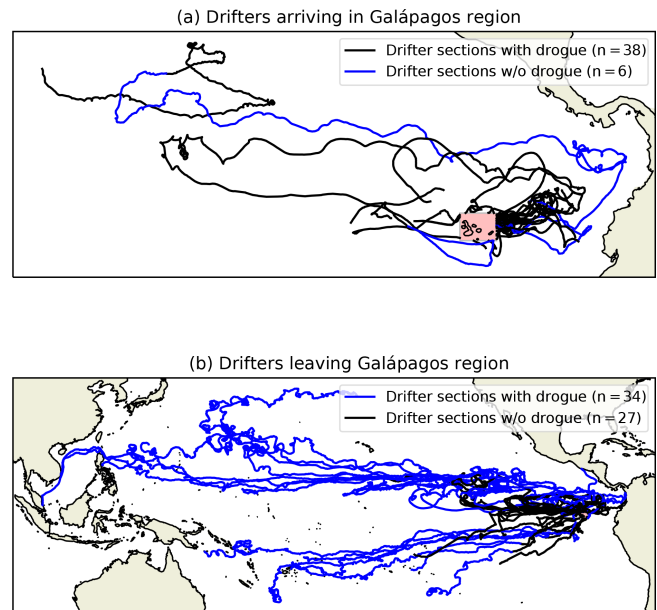 (a) Drifters arriving in Galápagos region
Drifter sections with drogue (n = 38)
Drifter sections w/o drogue (n = 6)
(b) Drifters leaving Galápagos region
Drifter sections with drogue (n = 34)
Drifter sections w/o drogue (n = 27)